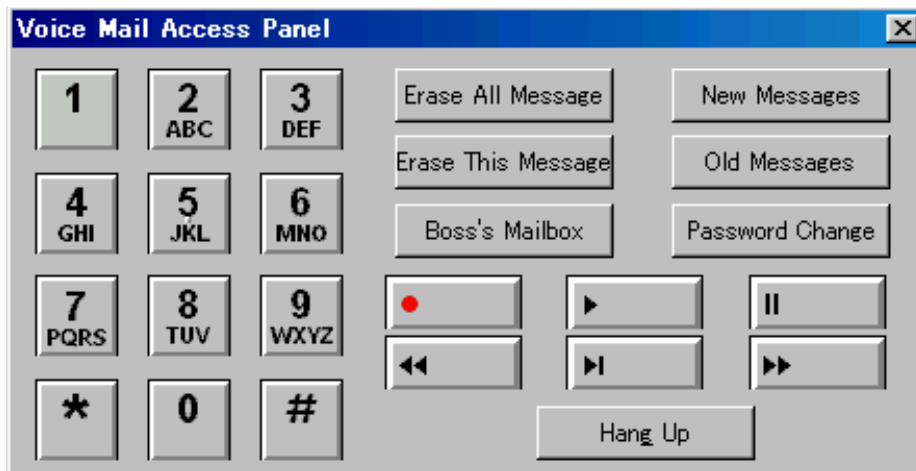 Voice Mail Access Panel
1
2
ABC
3
DEF
4
GHI
5
JKL
6
MNO
7
PQRS
8
TUV
9
WXYZ
*
0
#
Erase All Message
New Messages
Erase This Message
Old Messages
Boss's Mailbox
Password Change
Hang Up